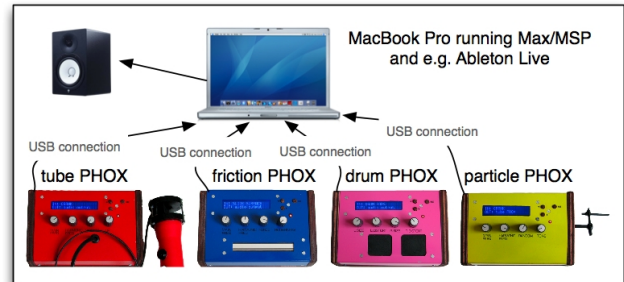 MacBook Pro running Max/MSP
and e.g. Ableton Live
USB connection
USB connection
USB connection
USB connection
tube PHOX
friction PHOX
drum PHOX
particle PHOX